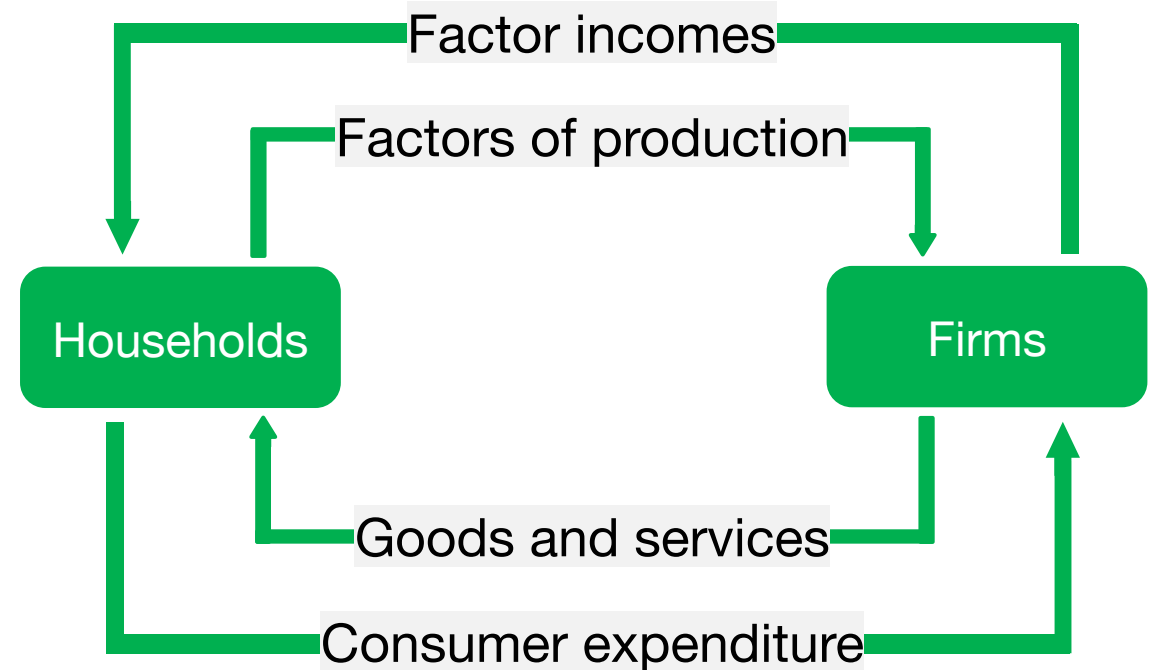 Factor incomes
Factors of production
Households
Firms
Goods and services
Consumer expenditure